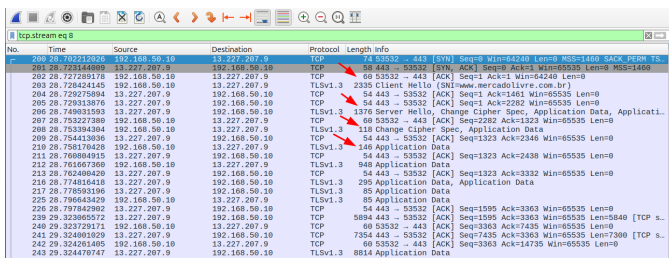 tcp.stream eq 8
No. Time Source Destination Protocol Length Info
200 28.702212020 192.168.50.10 13.227.207.9 TCP 74 53532 → 443 [SYN] Seq=0 Win=64240 Len=0 MSS=1460 SACK_PERM TS…
201 28.723144009 13.227.207.9 192.168.50.10 TCP 58 443 → 53532 [SYN, ACK] Seq=0 Ack=1 Win=65535 Len=0 MSS=1460
202 28.727289178 192.168.50.10 13.227.207.9 TCP 60 53532 → 443 [ACK] Seq=1 Ack=1 Win=64240 Len=0
203 28.728424145 192.168.50.10 13.227.207.9 TLSv1.3 2335 Client Hello (SNI=www.mercadolivre.com.br)
204 28.729275894 13.227.207.9 192.168.50.10 TCP 54 443 → 53532 [ACK] Seq=1 Ack=1461 Win=65535 Len=0
205 28.729313876 13.227.207.9 192.168.50.10 TCP 54 443 → 53532 [ACK] Seq=1 Ack=2282 Win=65535 Len=0
206 28.749031593 13.227.207.9 192.168.50.10 TLSv1.3 1376 Server Hello, Change Cipher Spec, Application Data, Applicati…
207 28.753227380 192.168.50.10 13.227.207.9 TCP 60 53532 → 443 [ACK] Seq=2282 Ack=1323 Win=65535 Len=0
208 28.753394304 192.168.50.10 13.227.207.9 TLSv1.3 118 Change Cipher Spec, Application Data
209 28.754413036 13.227.207.9 192.168.50.10 TCP 54 443 → 53532 [ACK] Seq=1323 Ack=2346 Win=65535 Len=0
210 28.758170428 192.168.50.10 13.227.207.9 TLSv1.3 146 Application Data
211 28.760804915 13.227.207.9 192.168.50.10 TCP 54 443 → 53532 [ACK] Seq=1323 Ack=2438 Win=65535 Len=0
212 28.761667360 192.168.50.10 13.227.207.9 TLSv1.3 948 Application Data
213 28.762400420 13.227.207.9 192.168.50.10 TCP 54 443 → 53532 [ACK] Seq=1323 Ack=3332 Win=65535 Len=0
218 28.774816418 13.227.207.9 192.168.50.10 TLSv1.3 295 Application Data, Application Data
221 28.778593196 192.168.50.10 13.227.207.9 TLSv1.3 85 Application Data
225 28.796643429 13.227.207.9 192.168.50.10 TLSv1.3 85 Application Data
226 28.797842902 13.227.207.9 192.168.50.10 TCP 54 443 → 53532 [ACK] Seq=1595 Ack=3363 Win=65535 Len=0
239 29.323065572 13.227.207.9 192.168.50.10 TCP 5894 443 → 53532 [ACK] Seq=1595 Ack=3363 Win=65535 Len=5840 [TCP s…
240 29.323729171 192.168.50.10 13.227.207.9 TCP 60 53532 → 443 [ACK] Seq=3363 Ack=7435 Win=65535 Len=0
241 29.324001029 13.227.207.9 192.168.50.10 TCP 7354 443 → 53532 [ACK] Seq=7435 Ack=3363 Win=65535 Len=7300 [TCP s…
242 29.324261405 192.168.50.10 13.227.207.9 TCP 60 53532 → 443 [ACK] Seq=3363 Ack=14735 Win=65535 Len=0
243 29.324470747 13.227.207.9 192.168.50.10 TLSv1.3 8814 Application Data